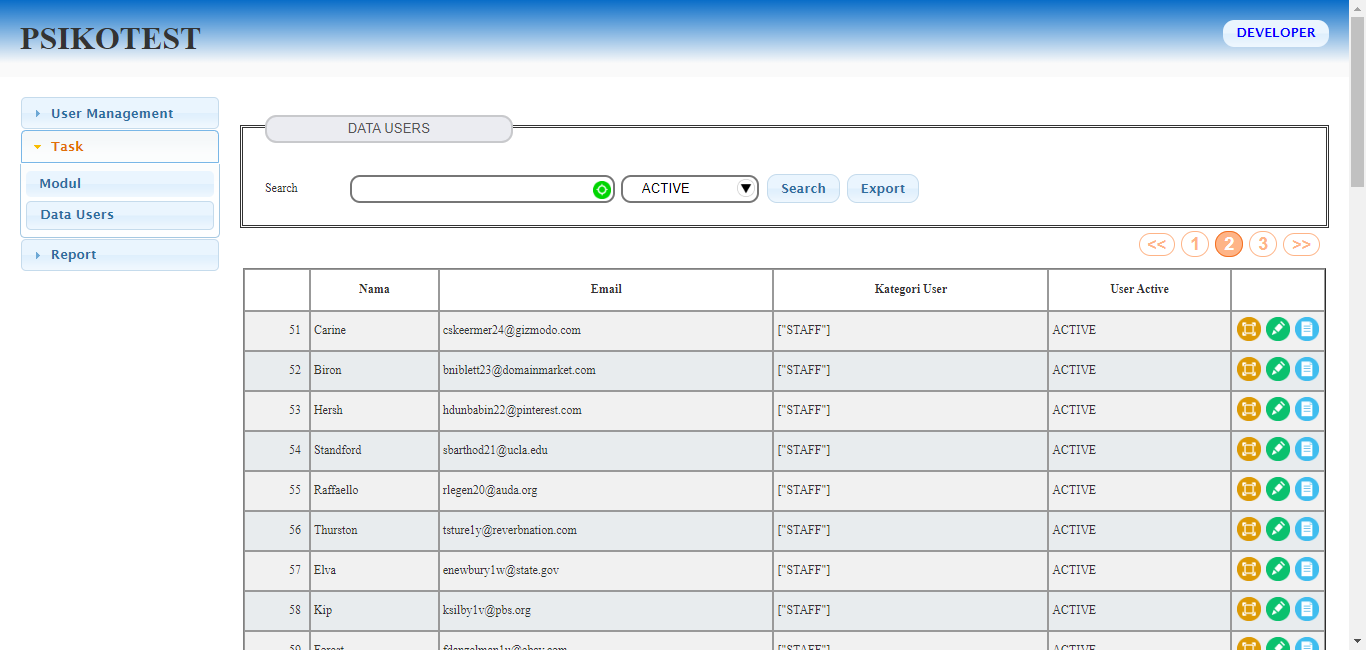 PSIKOTEST
DEVELOPER
User Management
Task
Modul
Data Users
Report
DATA USERS
Search
ACTIVE
Search
Export
<< 1 2 3 >>
Nama Email Kategori User User Active
51 Carine cskeermer24@gizmodo.com ["STAFF"] ACTIVE
52 Biron bniblett23@domainmarket.com ["STAFF"] ACTIVE
53 Hersh hdunbabin22@pinterest.com ["STAFF"] ACTIVE
54 Standford sbarthod21@ucla.edu ["STAFF"] ACTIVE
55 Raffaello rlegen20@auda.org ["STAFF"] ACTIVE
56 Thurston tsture1y@reverbnation.com ["STAFF"] ACTIVE
57 Elva enewbury1w@state.gov ["STAFF"] ACTIVE
58 Kip ksilby1v@pbs.org ["STAFF"] ACTIVE
59 Forest ["STAFF"] ACTIVE